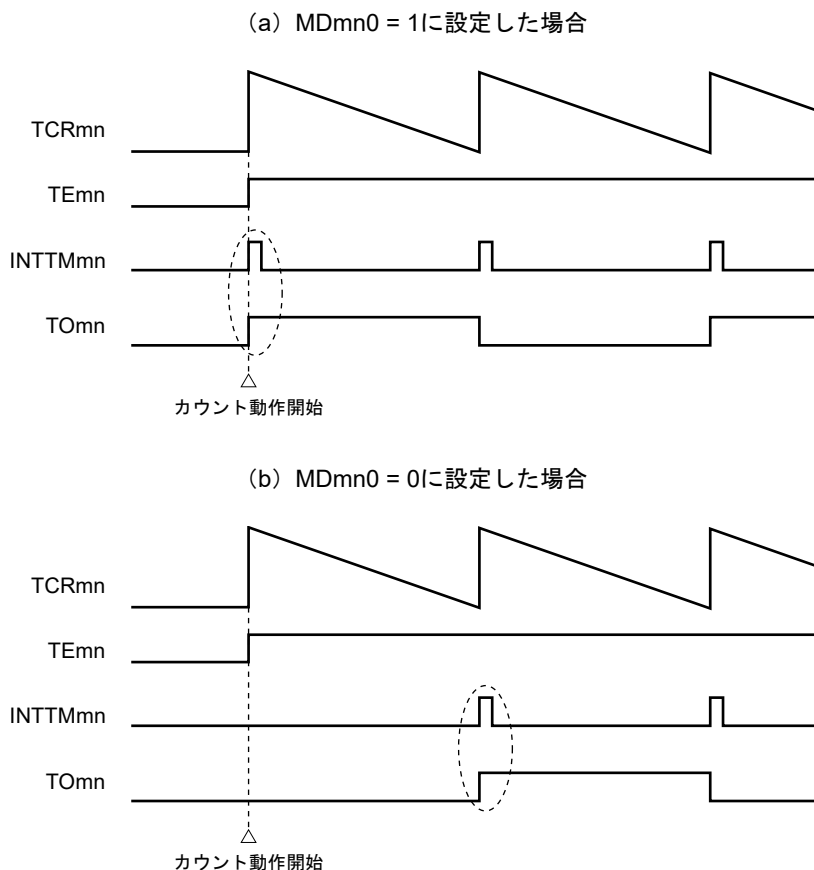 (a) MDmn0 = 1に設定した場合
TCRmn
TEmn
INTTMmn
TOmn
△
カウント動作開始
(b) MDmn0 = 0に設定した場合
TCRmn
TEmn
INTTMmn
TOmn
△
カウント動作開始